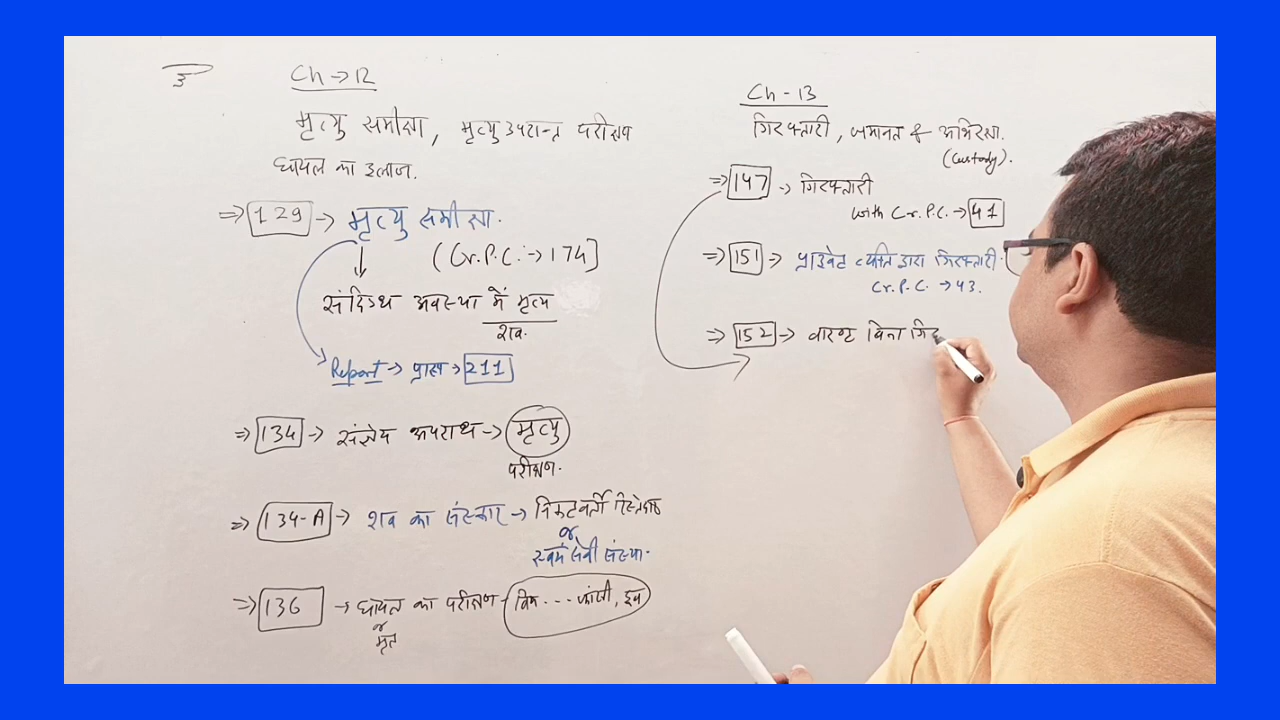 Ch → 12
मृत्यु समीक्षा, मृत्यु उपरान्त परीक्षण
घायल का इलाज.
⇒ 129 → मृत्यु समीक्षा.
(Cr.P.C. → 174]
संदिग्ध अवस्था में मृत्य
शव.
Report → प्रारूप → 211
⇒ 134 → संज्ञेय अपराध → मृत्यु
परीक्षण.
⇒ 134-A → शव का संस्कार → निकटवर्ती
or
स्वमं सेवी संस्था.
⇒ 136 → घायल का परीक्षण - विष ... फांसी, डूब
or
मृत
Ch - 13
गिरफ्तारी, जमानत & अभिरक्षा.
(Custody).
⇒ 147 → गिरफ्तारी
with Cr.P.C. → 41
⇒ 151 → प्राइवेट व्यक्ति द्वारा गिरफ्तारी.
Cr.P.C. → 43.
⇒ 152 → वारण्ट बिना गिर